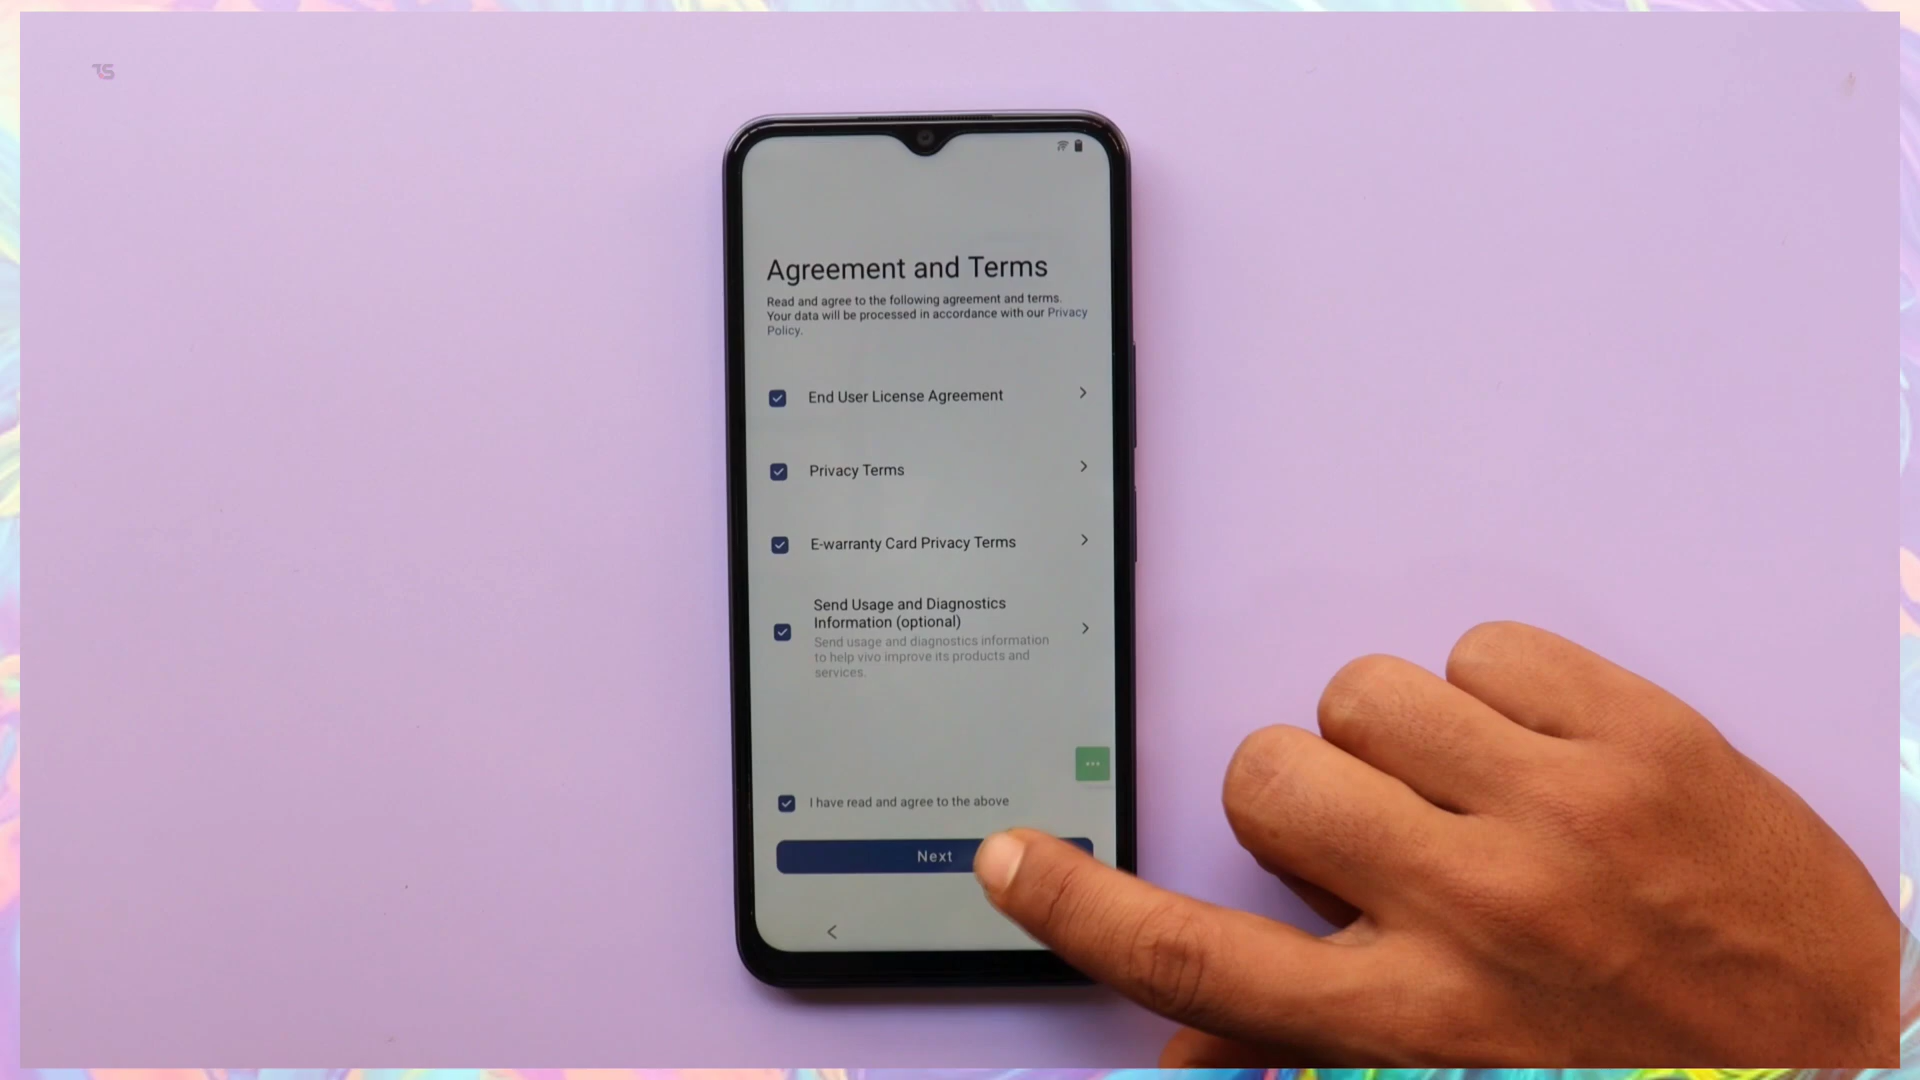 TS
Agreement and Terms
Read and agree to the following agreement and terms.
Your data will be processed in accordance with our Privacy
Policy.
End User License Agreement
Privacy Terms
E-warranty Card Privacy Terms
Send Usage and Diagnostics
Information (optional)
Send usage and diagnostics information
to help vivo improve its products and
services.
I have read and agree to the above
Next